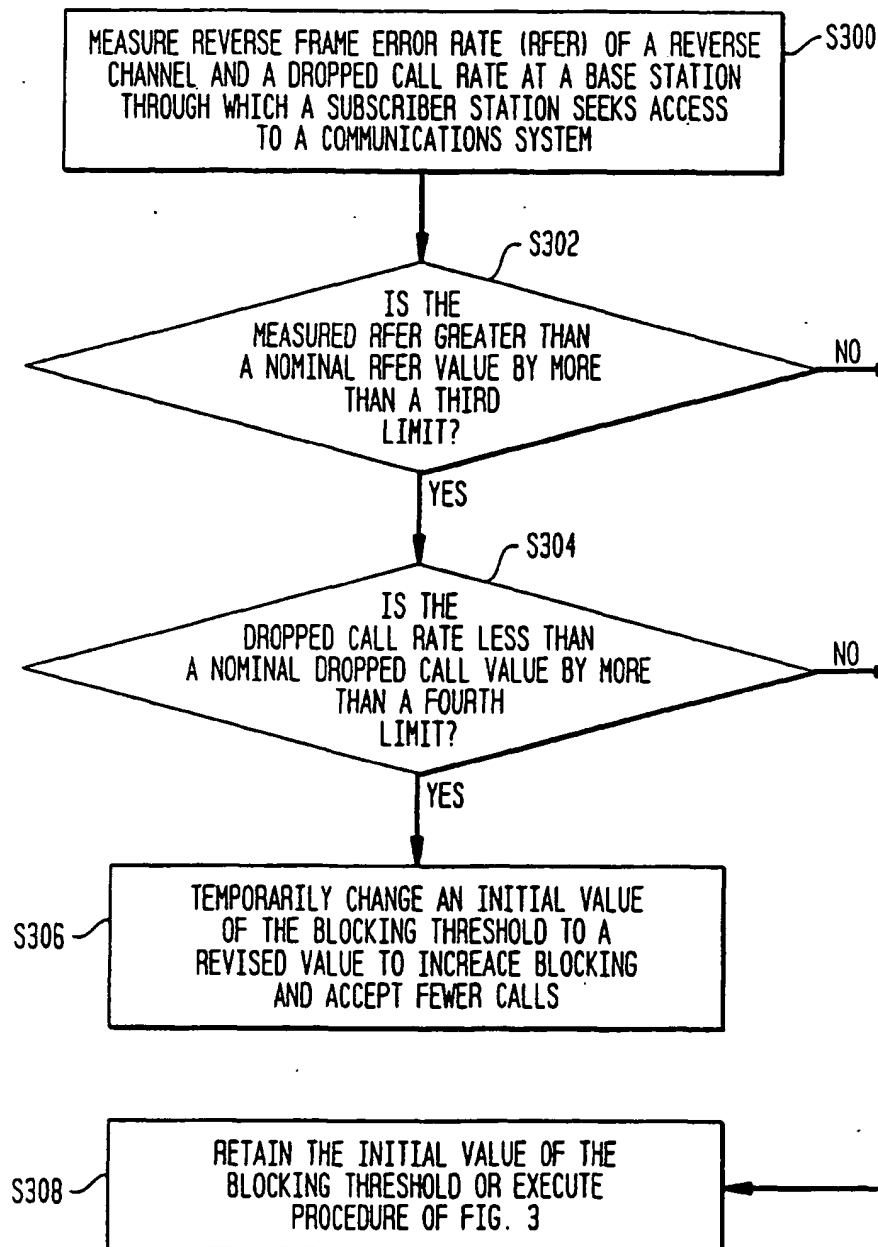 MEASURE REVERSE FRAME ERROR RATE (RFER) OF A REVERSE
CHANNEL AND A DROPPED CALL RATE AT A BASE STATION
THROUGH WHICH A SUBSCRIBER STATION SEEKS ACCESS
TO A COMMUNICATIONS SYSTEM
S300
S302
IS THE
MEASURED RFER GREATER THAN
A NOMINAL RFER VALUE BY MORE
THAN A THIRD
LIMIT?
NO
YES
S304
IS THE
DROPPED CALL RATE LESS THAN
A NOMINAL DROPPED CALL VALUE BY MORE
THAN A FOURTH
LIMIT?
NO
YES
S306
TEMPORARILY CHANGE AN INITIAL VALUE
OF THE BLOCKING THRESHOLD TO A
REVISED VALUE TO INCREACE BLOCKING
AND ACCEPT FEWER CALLS
S308
RETAIN THE INITIAL VALUE OF THE
BLOCKING THRESHOLD OR EXECUTE
PROCEDURE OF FIG. 3